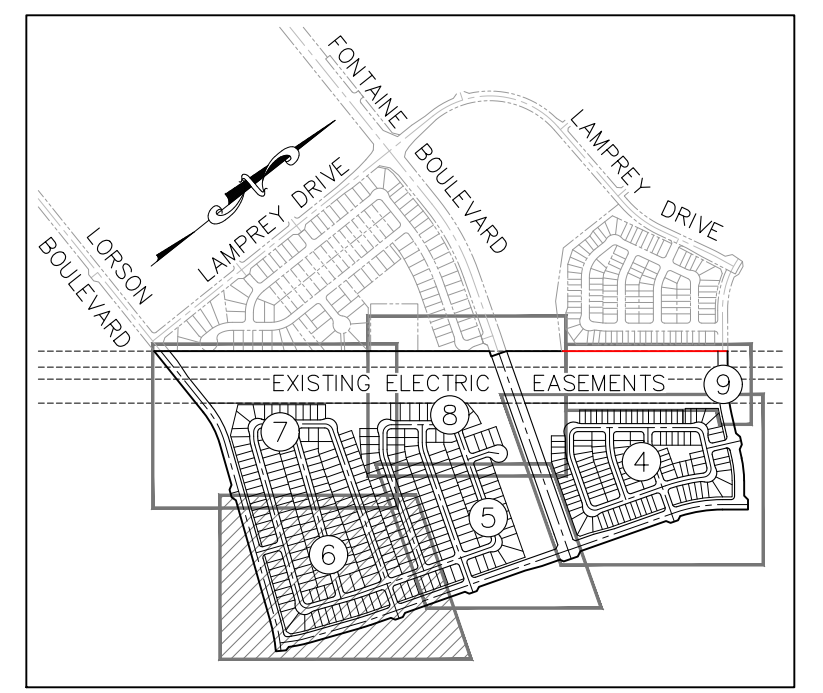 FONTAINE
BOULEVARD
LAMPREY
DRIVE
LAMPREY DRIVE
LORSON
BOULEVARD
N
EXISTING ELECTRIC EASEMENTS
9
8
7
4
5
6